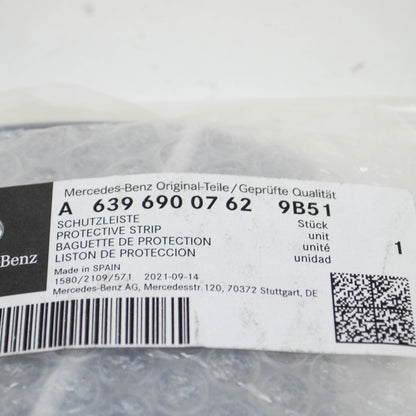 Mercedes-Benz Original-Teile/Geprüfte Qualität
A 639 690 07 62 9B51
SCHUTZLEISTE Stück
PROTECTIVE STRIP unit
BAGUETTE DE PROTECTION unité 1
LISTON DE PROTECCION unidad
Benz
Made in SPAIN
1580/2109/571 2021-09-14
Mercedes-Benz AG, Mercedesstr.120, 70372 Stuttgart, DE